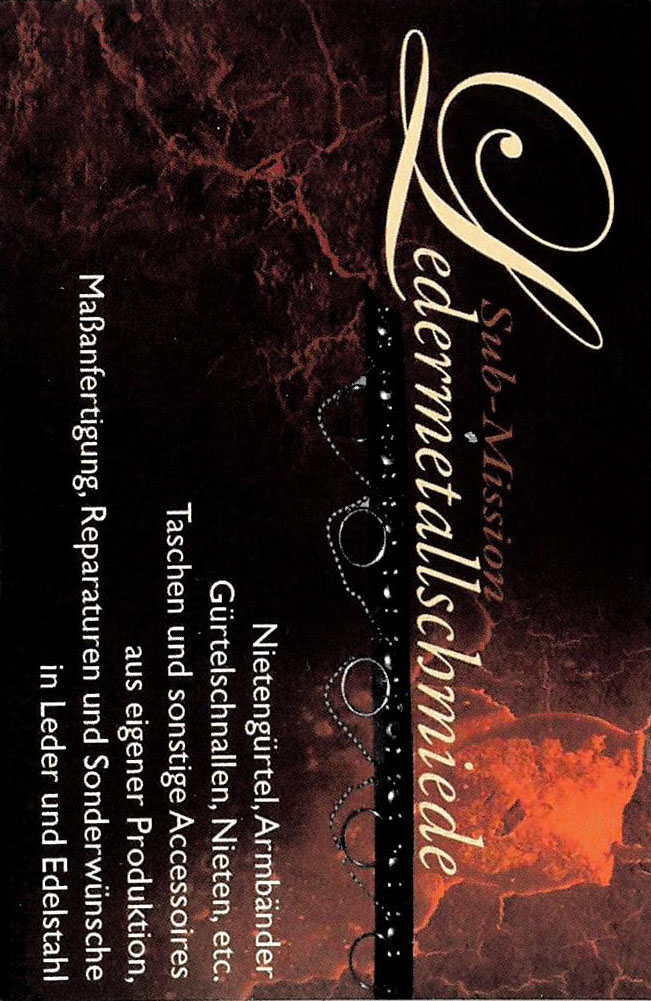 Sub-Mission
Ledermetallschmiede
Nietengürtel, Armbänder
Gürtelschnallen, Nieten, etc.
Taschen und sonstige Accessoires
aus eigener Produktion,
Maßanfertigung, Reparaturen und Sonderwünsche
in Leder und Edelstahl